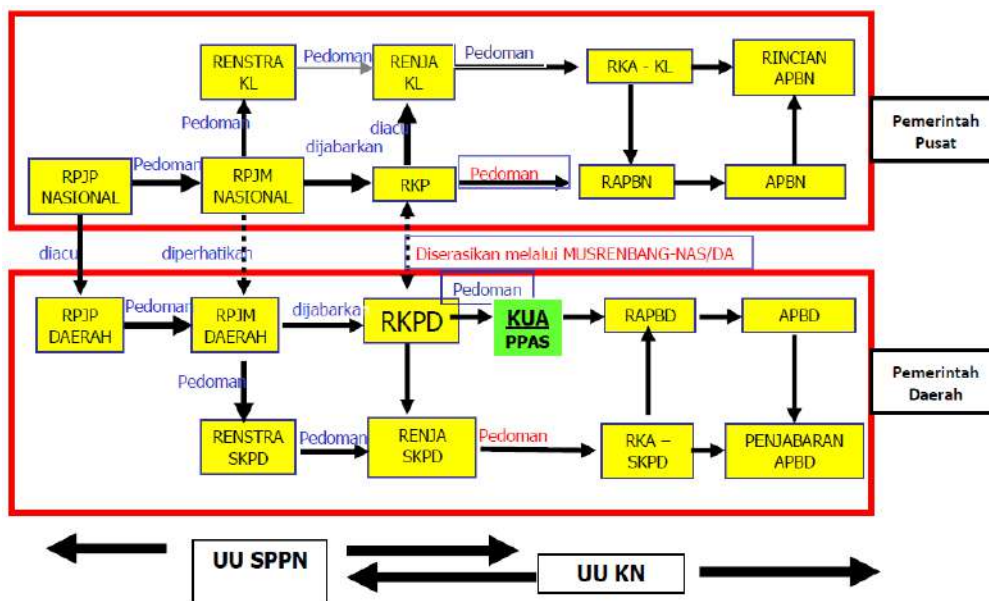 RENSTRA
KL
Pedoman
RENJA
KL
Pedoman
RKA - KL
RINCIAN
APBN
Pemerintah
Pusat
Pedoman
diacu
dijabarkan
RPJP
NASIONAL
Pedoman
RPJM
NASIONAL
RKP
Pedoman
RAPBN
APBN
diacu
diperhatikan
Diserasikan melalui MUSRENBANG-NAS/DA
Pedoman
RPJP
DAERAH
Pedoman
RPJM
DAERAH
dijabarkan
RKPD
KUA
PPAS
RAPBD
APBD
Pemerintah
Daerah
Pedoman
RENSTRA
SKPD
Pedoman
RENJA
SKPD
Pedoman
RKA –
SKPD
PENJABARAN
APBD
UU SPPN
UU KN